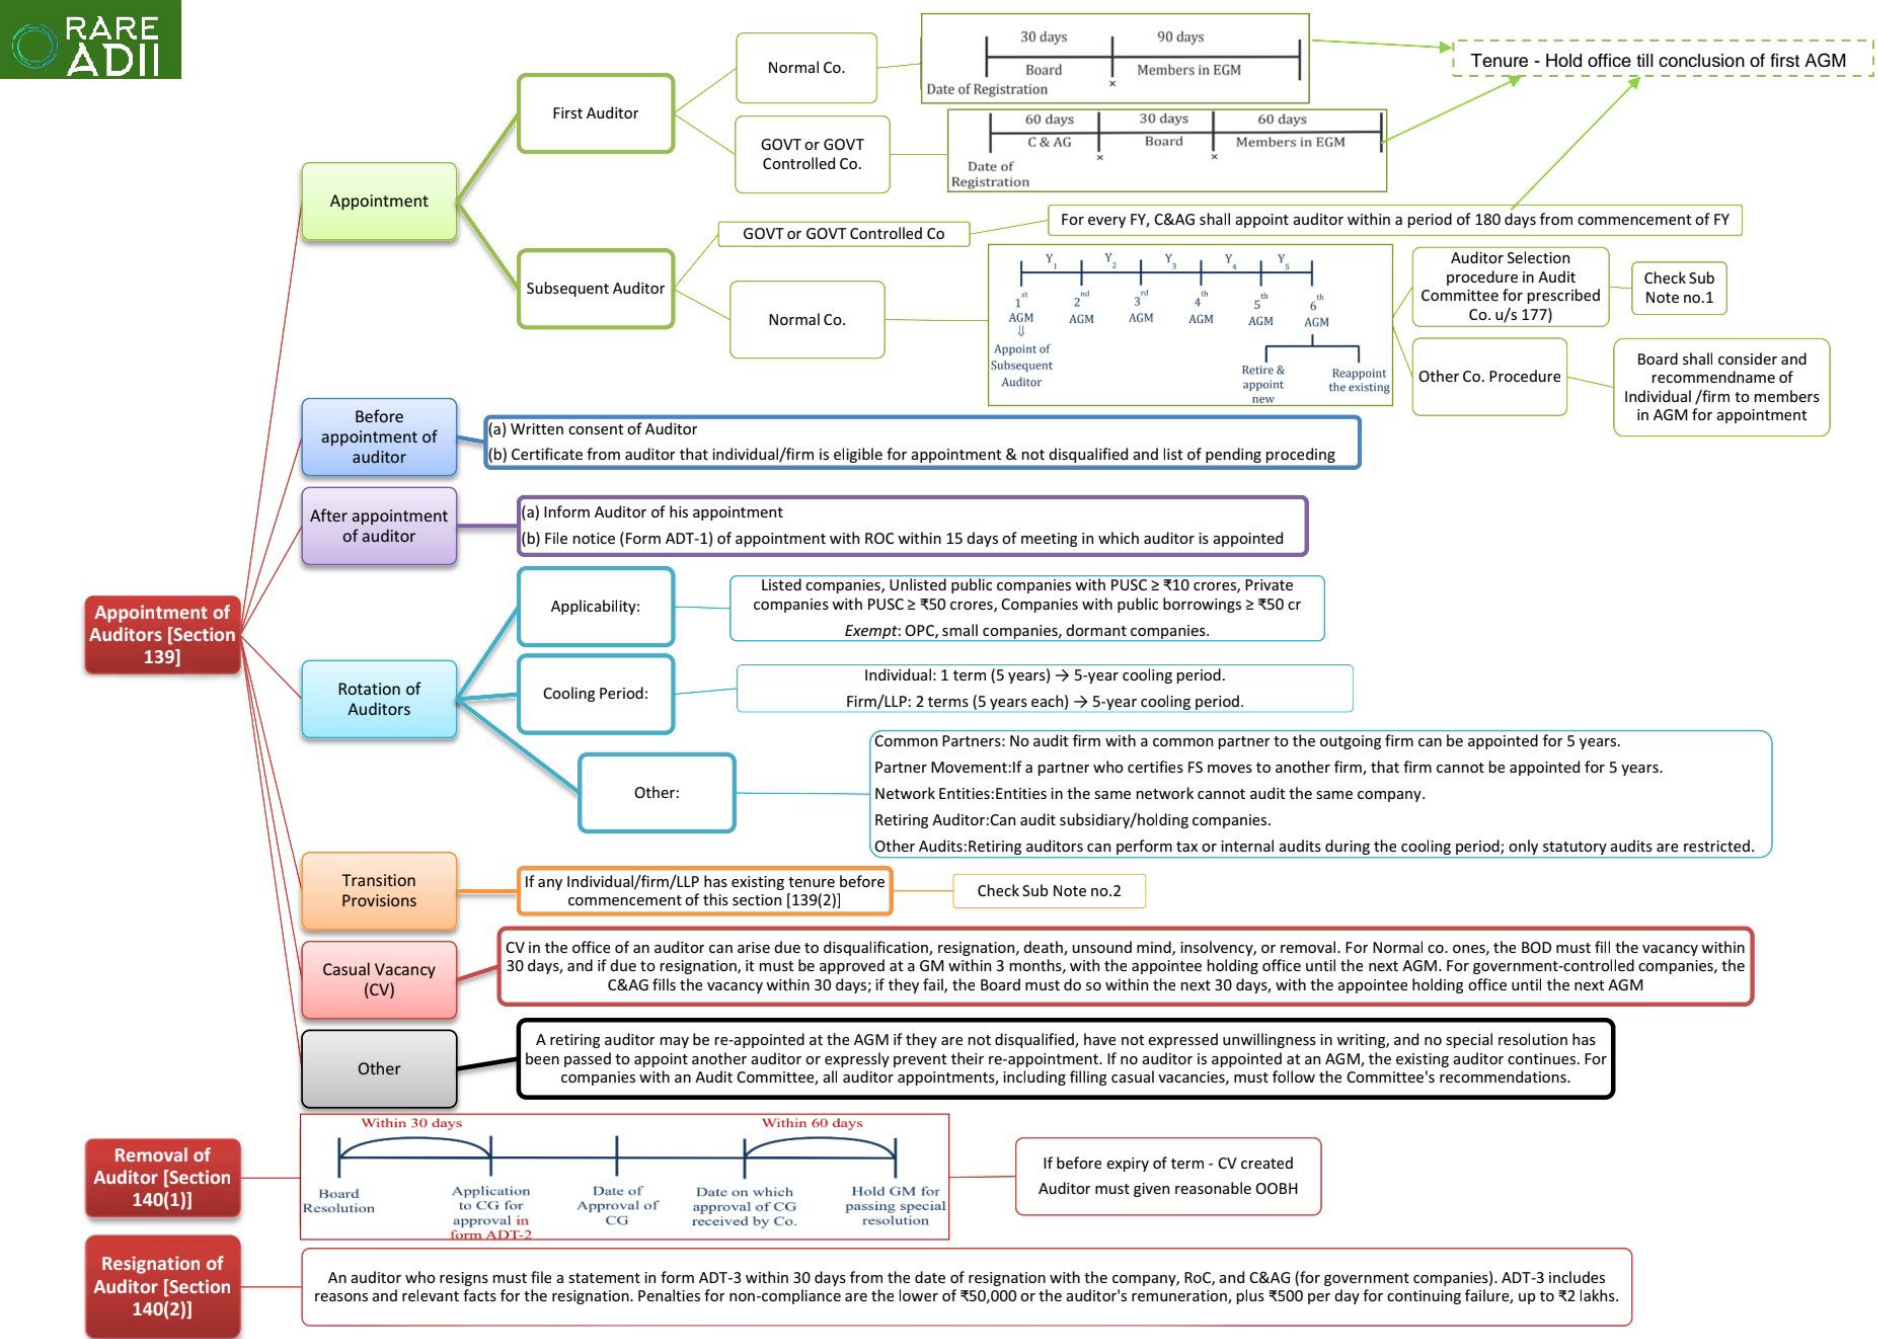 RARE
ADII
First Auditor
Normal Co.
30 days
90 days
Board
Members in EGM
×
Date of Registration
Tenure - Hold office till conclusion of first AGM
GOVT or GOVT
Controlled Co.
60 days
30 days
60 days
C & AG
Board
Members in EGM
×
×
Date of
Registration
Appointment
Subsequent Auditor
GOVT or GOVT Controlled Co
For every FY, C&AG shall appoint auditor within a period of 180 days from commencement of FY
Normal Co.
Y1
Y2
Y3
Y4
Y5
1st
AGM
⇓
Appoint of
Subsequent
Auditor
2nd
AGM
3rd
AGM
4th
AGM
5th
AGM
6th
AGM
Retire &
appoint
new
Reappoint
the existing
Auditor Selection
procedure in Audit
Committee for prescribed
Co. u/s 177)
Check Sub
Note no.1
Other Co. Procedure
Board shall consider and
recommendname of
Individual /firm to members
in AGM for appointment
Before
appointment of
auditor
(a) Written consent of Auditor
(b) Certificate from auditor that individual/firm is eligible for appointment & not disqualified and list of pending proceding
After appointment
of auditor
(a) Inform Auditor of his appointment
(b) File notice (Form ADT-1) of appointment with ROC within 15 days of meeting in which auditor is appointed
Appointment of
Auditors [Section
139]
Rotation of
Auditors
Applicability:
Listed companies, Unlisted public companies with PUSC ≥ ₹10 crores, Private
companies with PUSC ≥ ₹50 crores, Companies with public borrowings ≥ ₹50 cr
Exempt: OPC, small companies, dormant companies.
Cooling Period:
Individual: 1 term (5 years) → 5-year cooling period.
Firm/LLP: 2 terms (5 years each) → 5-year cooling period.
Other:
Common Partners: No audit firm with a common partner to the outgoing firm can be appointed for 5 years.
Partner Movement:If a partner who certifies FS moves to another firm, that firm cannot be appointed for 5 years.
Network Entities:Entities in the same network cannot audit the same company.
Retiring Auditor:Can audit subsidiary/holding companies.
Other Audits:Retiring auditors can perform tax or internal audits during the cooling period; only statutory audits are restricted.
Transition
Provisions
If any Individual/firm/LLP has existing tenure before
commencement of this section [139(2)]
Check Sub Note no.2
Casual Vacancy
(CV)
CV in the office of an auditor can arise due to disqualification, resignation, death, unsound mind, insolvency, or removal. For Normal co. ones, the BOD must fill the vacancy within
30 days, and if due to resignation, it must be approved at a GM within 3 months, with the appointee holding office until the next AGM. For government-controlled companies, the
C&AG fills the vacancy within 30 days; if they fail, the Board must do so within the next 30 days, with the appointee holding office until the next AGM
Other
A retiring auditor may be re-appointed at the AGM if they are not disqualified, have not expressed unwillingness in writing, and no special resolution has
been passed to appoint another auditor or expressly prevent their re-appointment. If no auditor is appointed at an AGM, the existing auditor continues. For
companies with an Audit Committee, all auditor appointments, including filling casual vacancies, must follow the Committee's recommendations.
Removal of
Auditor [Section
140(1)]
Within 30 days
Within 60 days
Board
Resolution
Application
to CG for
approval in
form ADT-2
Date of
Approval of
CG
Date on which
approval of CG
received by Co.
Hold GM for
passing special
resolution
If before expiry of term - CV created
Auditor must given reasonable OOBH
Resignation of
Auditor [Section
140(2)]
An auditor who resigns must file a statement in form ADT-3 within 30 days from the date of resignation with the company, RoC, and C&AG (for government companies). ADT-3 includes
reasons and relevant facts for the resignation. Penalties for non-compliance are the lower of ₹50,000 or the auditor's remuneration, plus ₹500 per day for continuing failure, up to ₹2 lakhs.